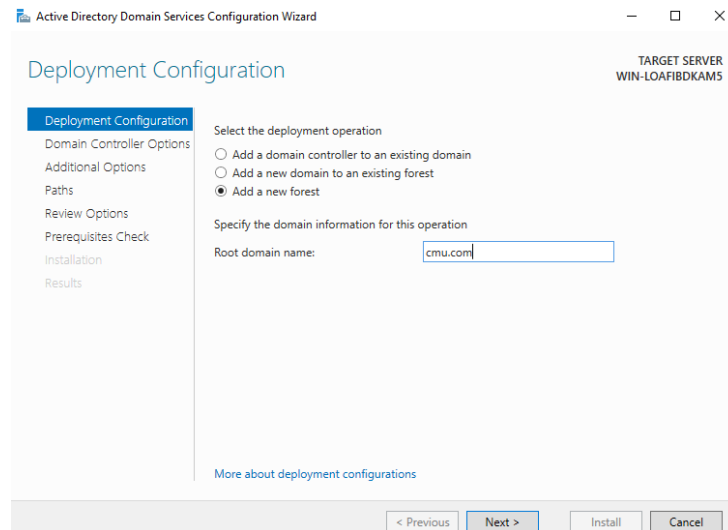 Active Directory Domain Services Configuration Wizard
Deployment Configuration
TARGET SERVER
WIN-LOAFIBDKAM5
Deployment Configuration
Domain Controller Options
Additional Options
Paths
Review Options
Prerequisites Check
Installation
Results
Select the deployment operation
Add a domain controller to an existing domain
Add a new domain to an existing forest
Add a new forest
Specify the domain information for this operation
Root domain name:
cmu.com
More about deployment configurations
< Previous
Next >
Install
Cancel